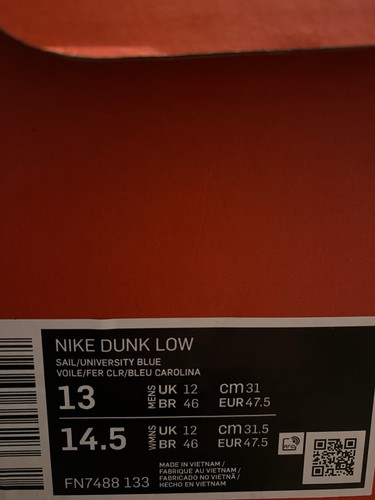 NIKE DUNK LOW
SAIL/UNIVERSITY BLUE
VOILE/FER CLR/BLEU CAROLINA
13 MENS UK 12 cm 31
BR 46 EUR 47.5
14.5 WMNS UK 12 cm 31.5
BR 46 EUR 47.5
MADE IN VIETNAM /
FABRIQUÉ AU VIETNAM /
FABRICADO NO VIETNÃ /
FN7488 133 HECHO EN VIETNAM